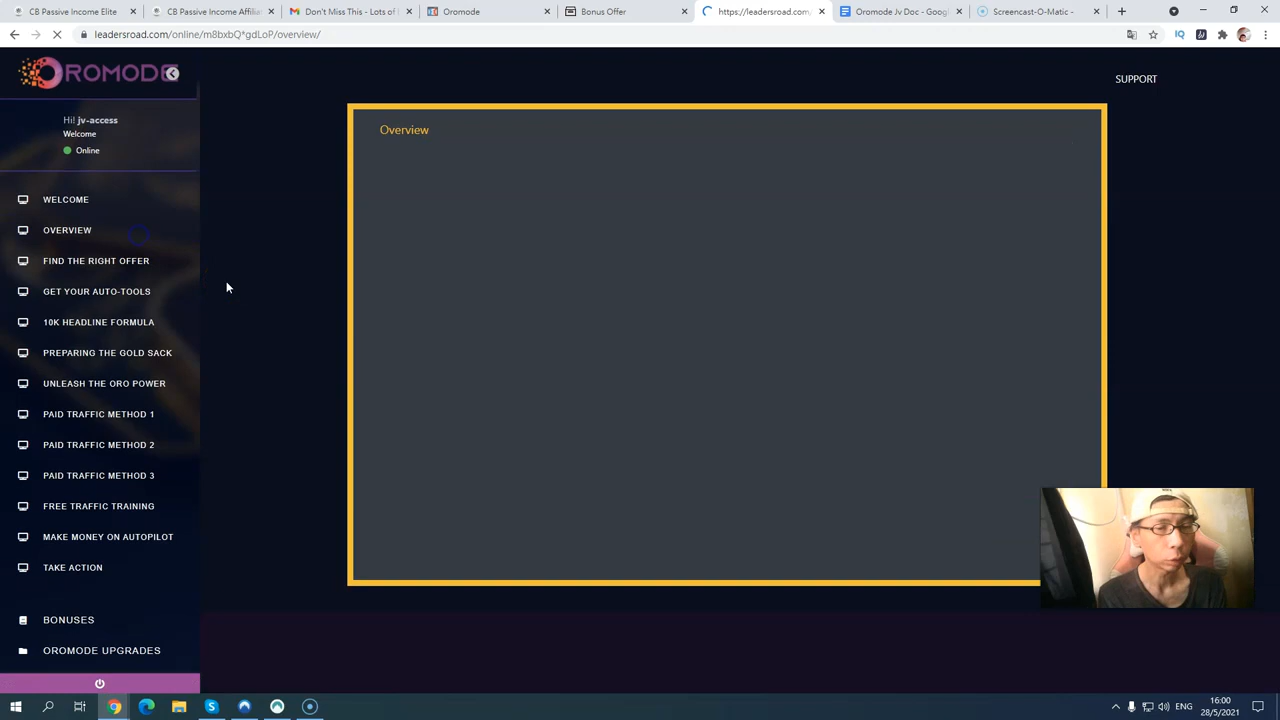 CB Passive Income Elite
CB Passive Income Affilia
Don't Miss This - Lots of
Oromode
Bonus Offer
https://leadersroad.com
Oromode Jv Doc - Googl
Screencast-O-Matic -
leadersroad.com/online/m8bxbQ*gdLoP/overview/
OROMODE
SUPPORT
Hi! jv-access
Welcome
Online
Overview
WELCOME
OVERVIEW
FIND THE RIGHT OFFER
GET YOUR AUTO-TOOLS
10K HEADLINE FORMULA
PREPARING THE GOLD SACK
UNLEASH THE ORO POWER
PAID TRAFFIC METHOD 1
PAID TRAFFIC METHOD 2
PAID TRAFFIC METHOD 3
FREE TRAFFIC TRAINING
MAKE MONEY ON AUTOPILOT
TAKE ACTION
BONUSES
OROMODE UPGRADES
ENG
16:00
28/5/2021